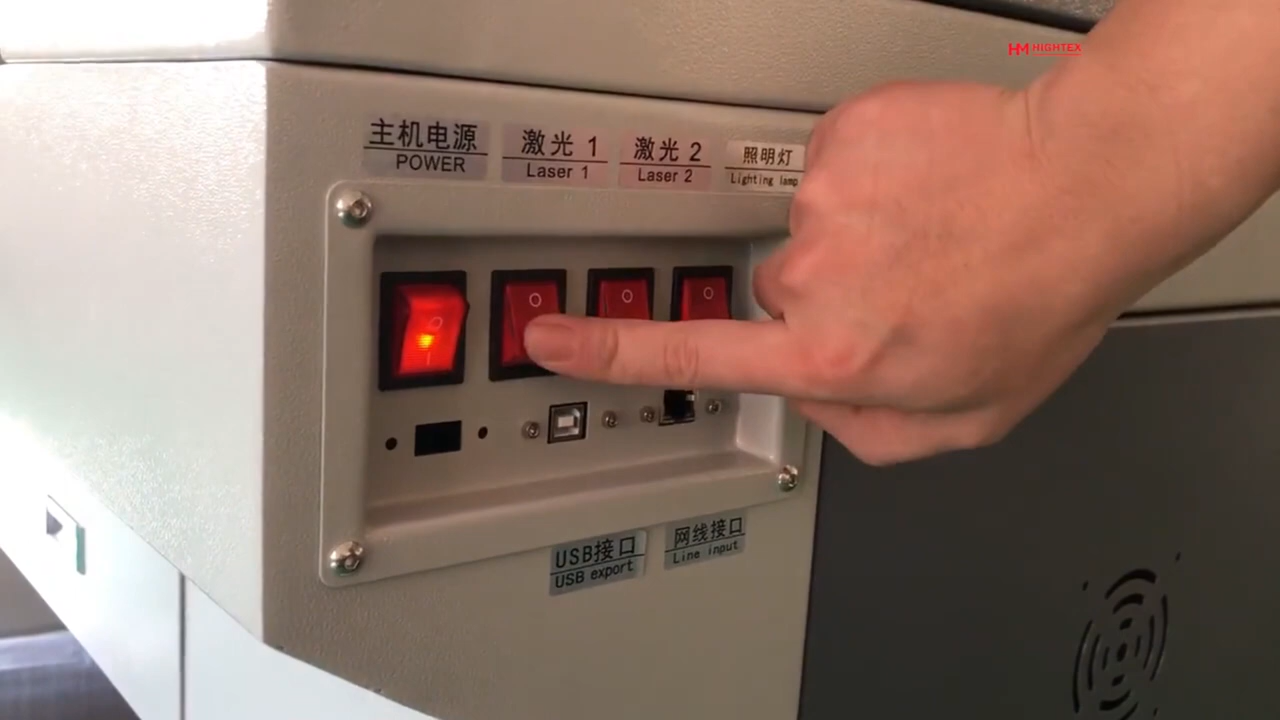 HM HIGHTEX
主机电源
POWER
激光 1
Laser 1
激光 2
Laser 2
照明灯
Lighting lamp
USB接口
USB export
网线接口
Line input